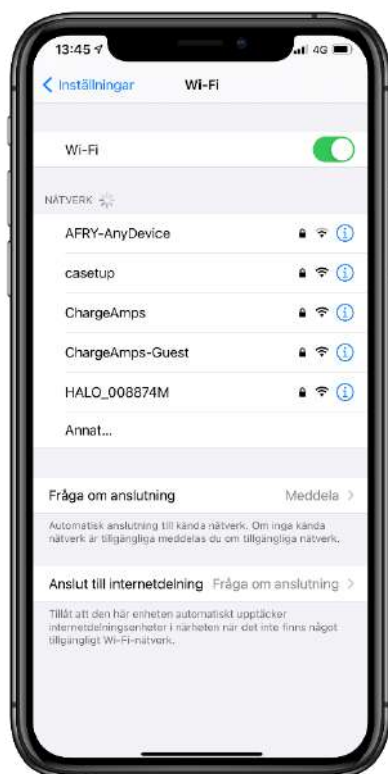 13:45 4G
Inställningar Wi-Fi
Wi-Fi
NÄTVERK
AFRY-AnyDevice
casetup
ChargeAmps
ChargeAmps-Guest
HALO_008874M
Annat...
Fråga om anslutning Meddela
Automatisk anslutning till kända nätverk. Om inga kända
nätverk är tillgängliga meddelas du om tillgängliga nätverk.
Anslut till internetdelning Fråga om anslutning
Tillåt att den här enheten automatiskt upptäcker
internetdelningsenheter i närheten när det inte finns något
tillgängligt Wi-Fi-nätverk.